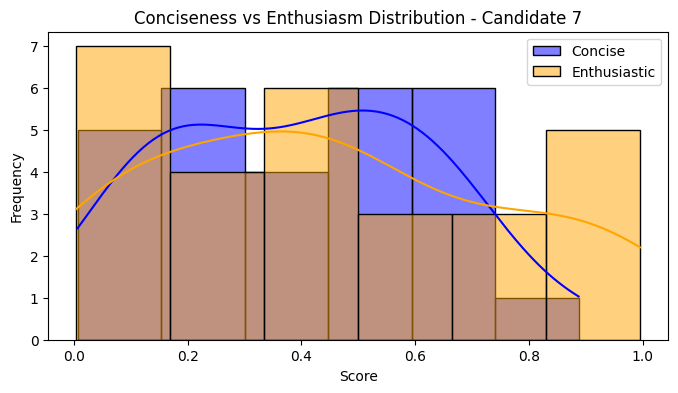 Conciseness vs Enthusiasm Distribution - Candidate 7
Concise
Enthusiastic
Frequency
7
6
5
4
3
2
1
0
0.0 0.2 0.4 0.6 0.8 1.0
Score